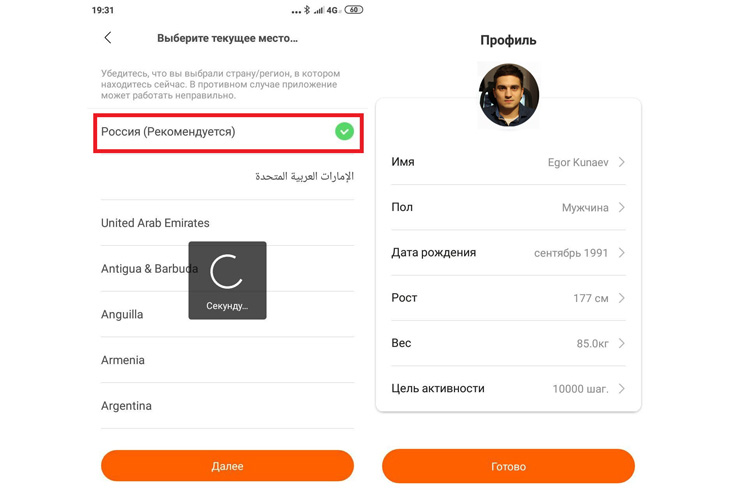 19:31
4G
60
Выберите текущее место...
Убедитесь, что вы выбрали страну/регион, в котором
находитесь сейчас. В противном случае приложение
может работать неправильно.
Россия (Рекомендуется)
الإمارات العربية المتحدة
United Arab Emirates
Antigua & Barbuda
Секунду...
Anguilla
Armenia
Argentina
Далее
Профиль
Имя Egor Kunaev
Пол Мужчина
Дата рождения сентябрь 1991
Рост 177 см
Вес 85.0кг
Цель активности 10000 шаг.
Готово